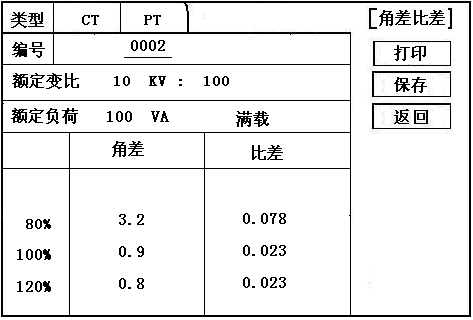 类型 CT PT [角差比差]
编号 0002 打印
额定变比 10 KV : 100 保存
额定负荷 100 VA 满载 返回
角差 比差
80% 3.2 0.078
100% 0.9 0.023
120% 0.8 0.023